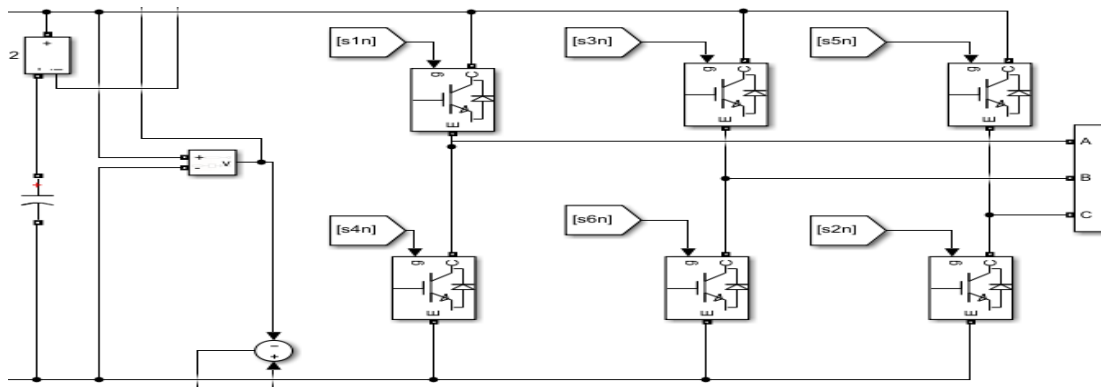 [s1n] [s3n] [s5n]
2 + - i
g C g C g C
E E E
+ - v A
B
[s4n] [s6n] [s2n] C
g C g C g C
E E E
- +